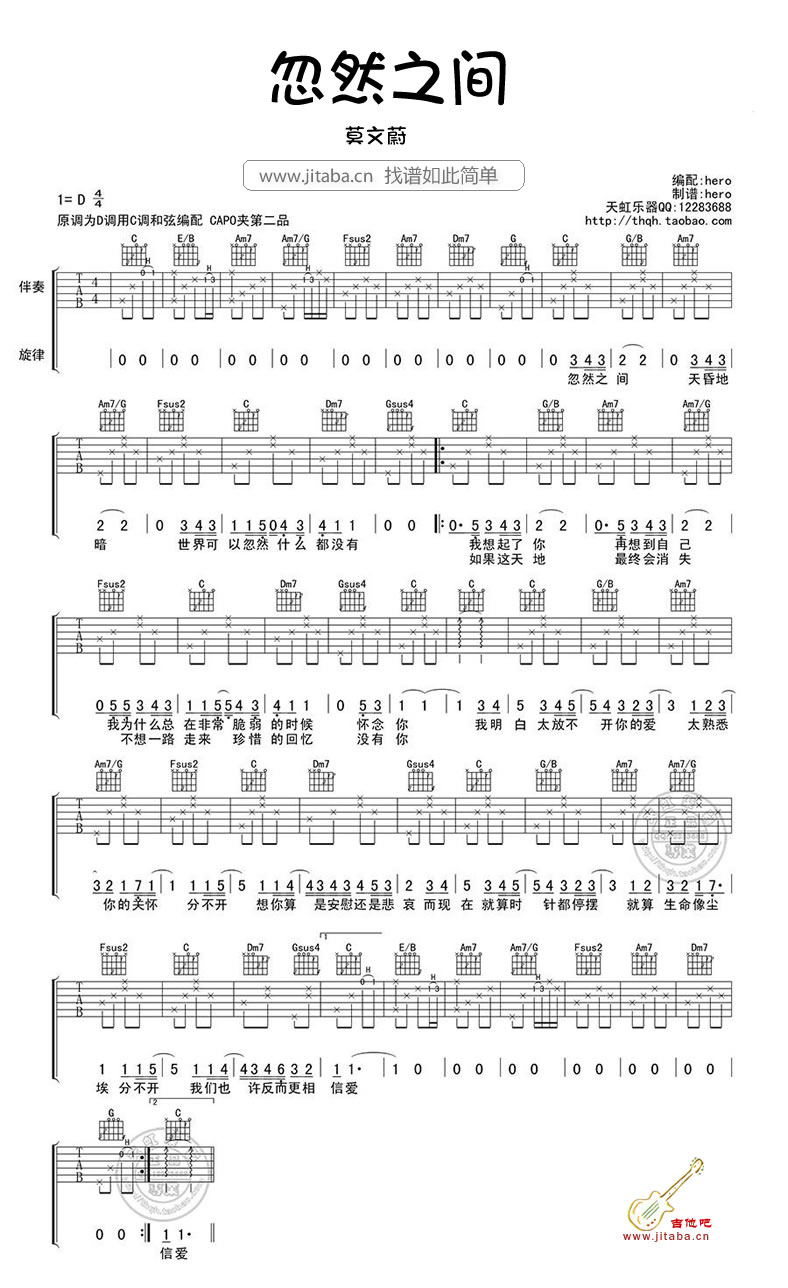 忽然之间
莫文蔚
www.jitaba.cn 找谱如此简单
编配:hero
1= D 4/4 制谱:hero
天虹乐器QQ:12283688
原调为D调用C调和弦编配 CAPO夹第二品 http://thqh.taobao.com
C E/B Am7 Am7/G Fsus2 Am7 Dm7 G C G/B Am7
H H H
伴奏 T A B 4 4 0 1 1 3 1 3 0 1
旋律 0 0 | 0 0 | 0 0 | 0 0 | 0 0 | 0 3 4 3 | 2 2 | 0 3 4 3 |
忽然之 间 天昏地
Am7/G Fsus2 C Dm7 Gsus4 C G/B Am7 Am7/G
T A B
2 2 | 0 3 4 3 | 1 1 5 0 4 3 | 4 1 1 | 0 0 |: 0· 5 3 4 3 | 2 2 | 0· 5 3 4 3 | 2 2 |
暗 世界可 以忽然 什么 都没有 我想起了 你 再想到自 己
如果这天 地 最终会消 失
Fsus2 C Dm7 Gsus4 C C C G/B Am7
T A B
0 5 5 3 4 3 | 1 1 5 5 4 3 | 4 1 1 | 0 5 3 | 1 1 | 1 3 4 | 5 3 4 5 2 3 | 3 1 2 3 |
我为什么总 在非常 脆弱 的时候 怀念 你 我明 白 太放不 开你的爱 太熟悉
不想一路 走来 珍惜 的回忆 没有 你
Am7/G Fsus2 C Dm7 Gsus4 C G/B Am7 Am7/G
T A B
3 2 1 7 1 | 1 1 1 5 | 5 1 1 4 | 4 3 4 3 4 5 3 | 2 3 4 | 5 3 4 5 | 4 3 2 3 | 3 1 2 | 3 2 1 7· |
你的关怀 分不开 想你算 是安慰还是悲 哀而现 在 就算时 针都停摆 就算 生命像尘
Fsus2 C Dm7 Gsus4 C E/B Am7 Am7/G Fsus2 Am7 Dm7
1
H H H
T A B 0 1 1 3 1 3
1 1 1 5 | 5 1 1 4 | 4 3 4 6 3 2 | 1 1· | 1 0 | 0 0 | 0 0 | 0 0 |
埃 分不开 我们也 许反而更相 信爱
G C
2
H
T A B 0 1
0 0 :| 1 1· ||
信爱
吉他吧
www.jitaba.cn